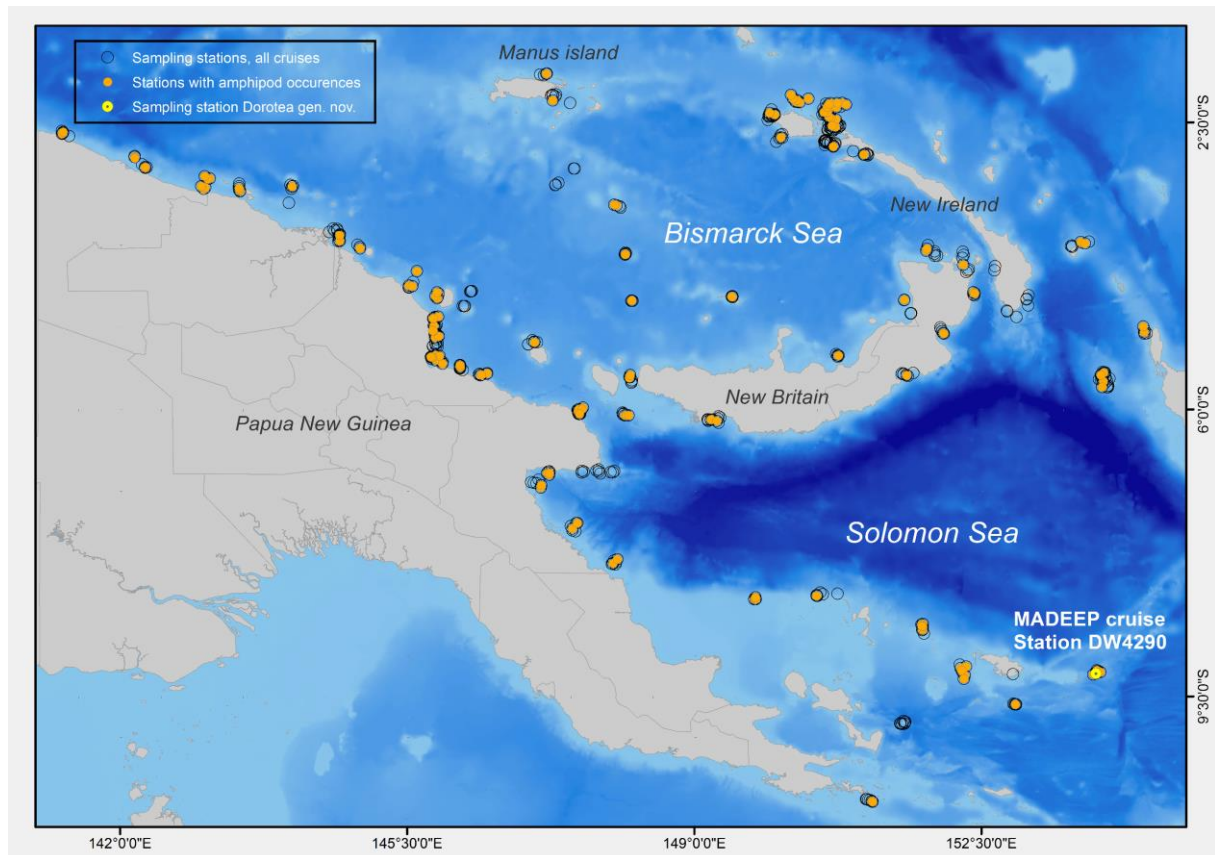 Sampling stations, all cruises
Stations with amphipod occurences
Sampling station Dorotea gen. nov.
Manus island
2°30'0"S
New Ireland
Bismarck Sea
New Britain
6°0'0"S
Papua New Guinea
Solomon Sea
MADEEP cruise
Station DW4290
9°30'0"S
142°0'0"E
145°30'0"E
149°0'0"E
152°30'0"E